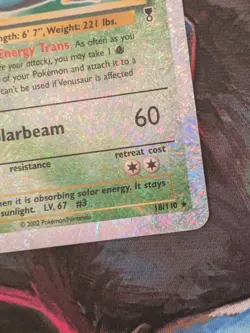 ngth: 6' 7", Weight: 221 lbs.
Energy Trans As often as you
re your attack), you may take 1
of your Pokémon and attach it to a
't be used if Venusaur is affected
larbeam 60
resistance retreat cost
hen it is absorbing solar energy. It stays
sunlight. LV. 67 #3
© 2002 Pokémon/Nintendo
18/110 ★